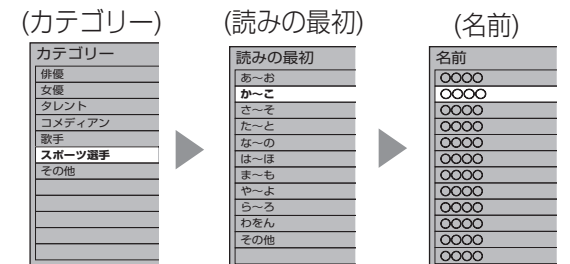 (カテゴリー)
カテゴリー
俳優
女優
タレント
コメディアン
歌手
スポーツ選手
その他
(読みの最初)
読みの最初
あ〜お
か〜こ
さ〜そ
た〜と
な〜の
は〜ほ
ま〜も
や〜よ
ら〜ろ
わをん
その他
(名前)
名前
○○○○
○○○○
○○○○
○○○○
○○○○
○○○○
○○○○
○○○○
○○○○
○○○○
○○○○
○○○○